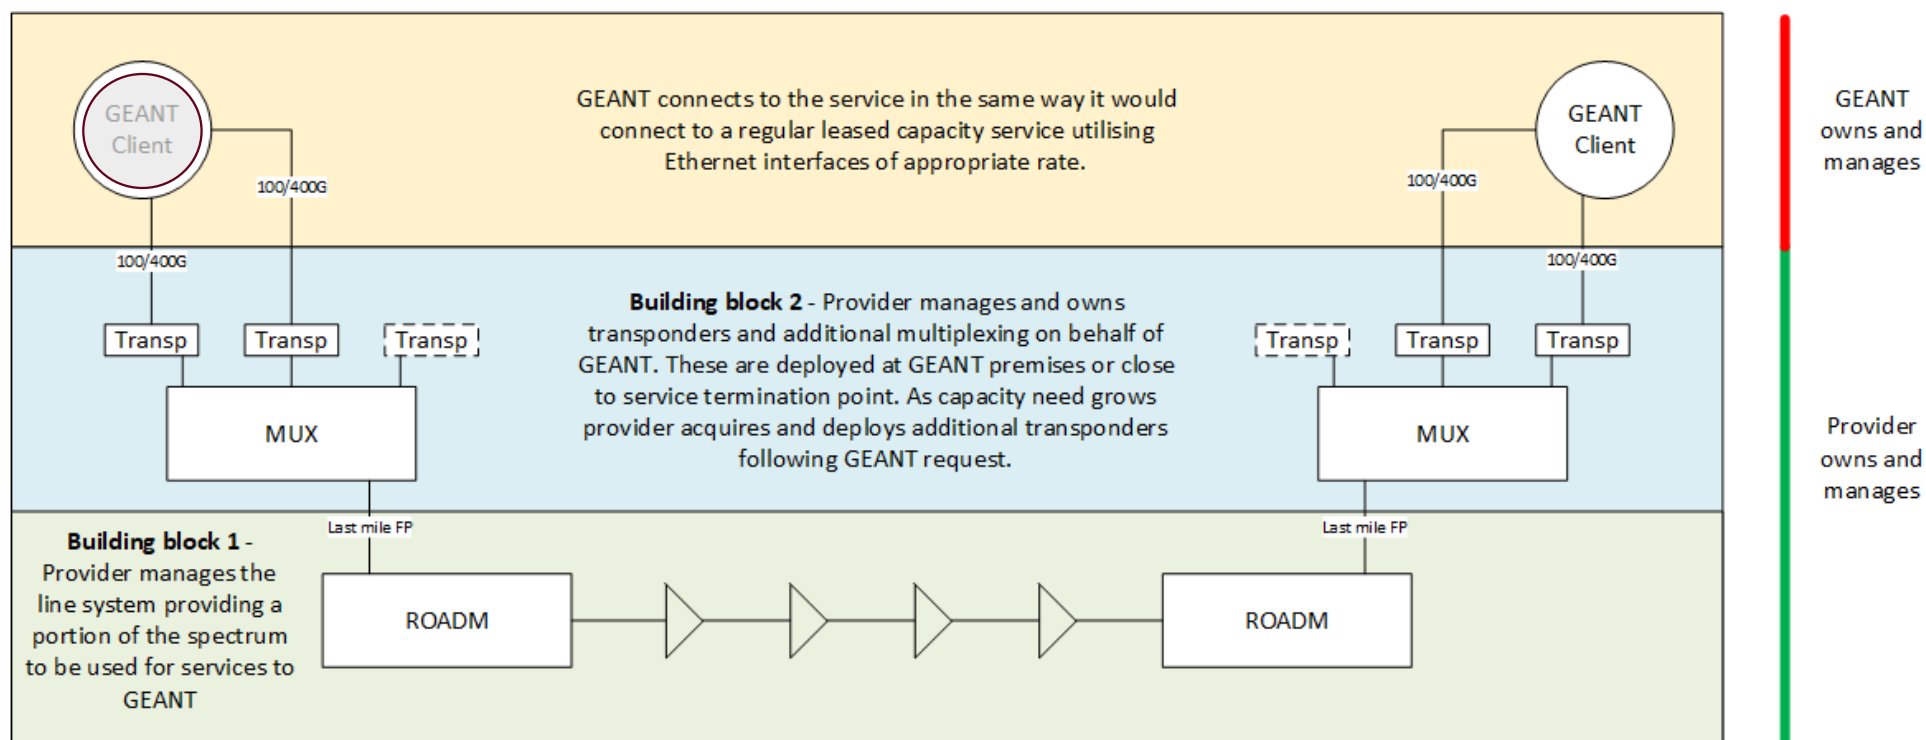 GEANT
Client
GEANT connects to the service in the same way it would
connect to a regular leased capacity service utilising
Ethernet interfaces of appropriate rate.
GEANT
Client
GEANT
owns and
manages
100/400G
100/400G
100/400G
100/400G
Building block 2 - Provider manages and owns
transponders and additional multiplexing on behalf of
GEANT. These are deployed at GEANT premises or close
to service termination point. As capacity need grows
provider acquires and deploys additional transponders
following GEANT request.
Transp
Transp
Transp
Transp
Transp
Transp
MUX
MUX
Provider
owns and
manages
Last mile FP
Last mile FP
Building block 1 -
Provider manages the
line system providing a
portion of the spectrum
to be used for services to
GEANT
ROADM
ROADM